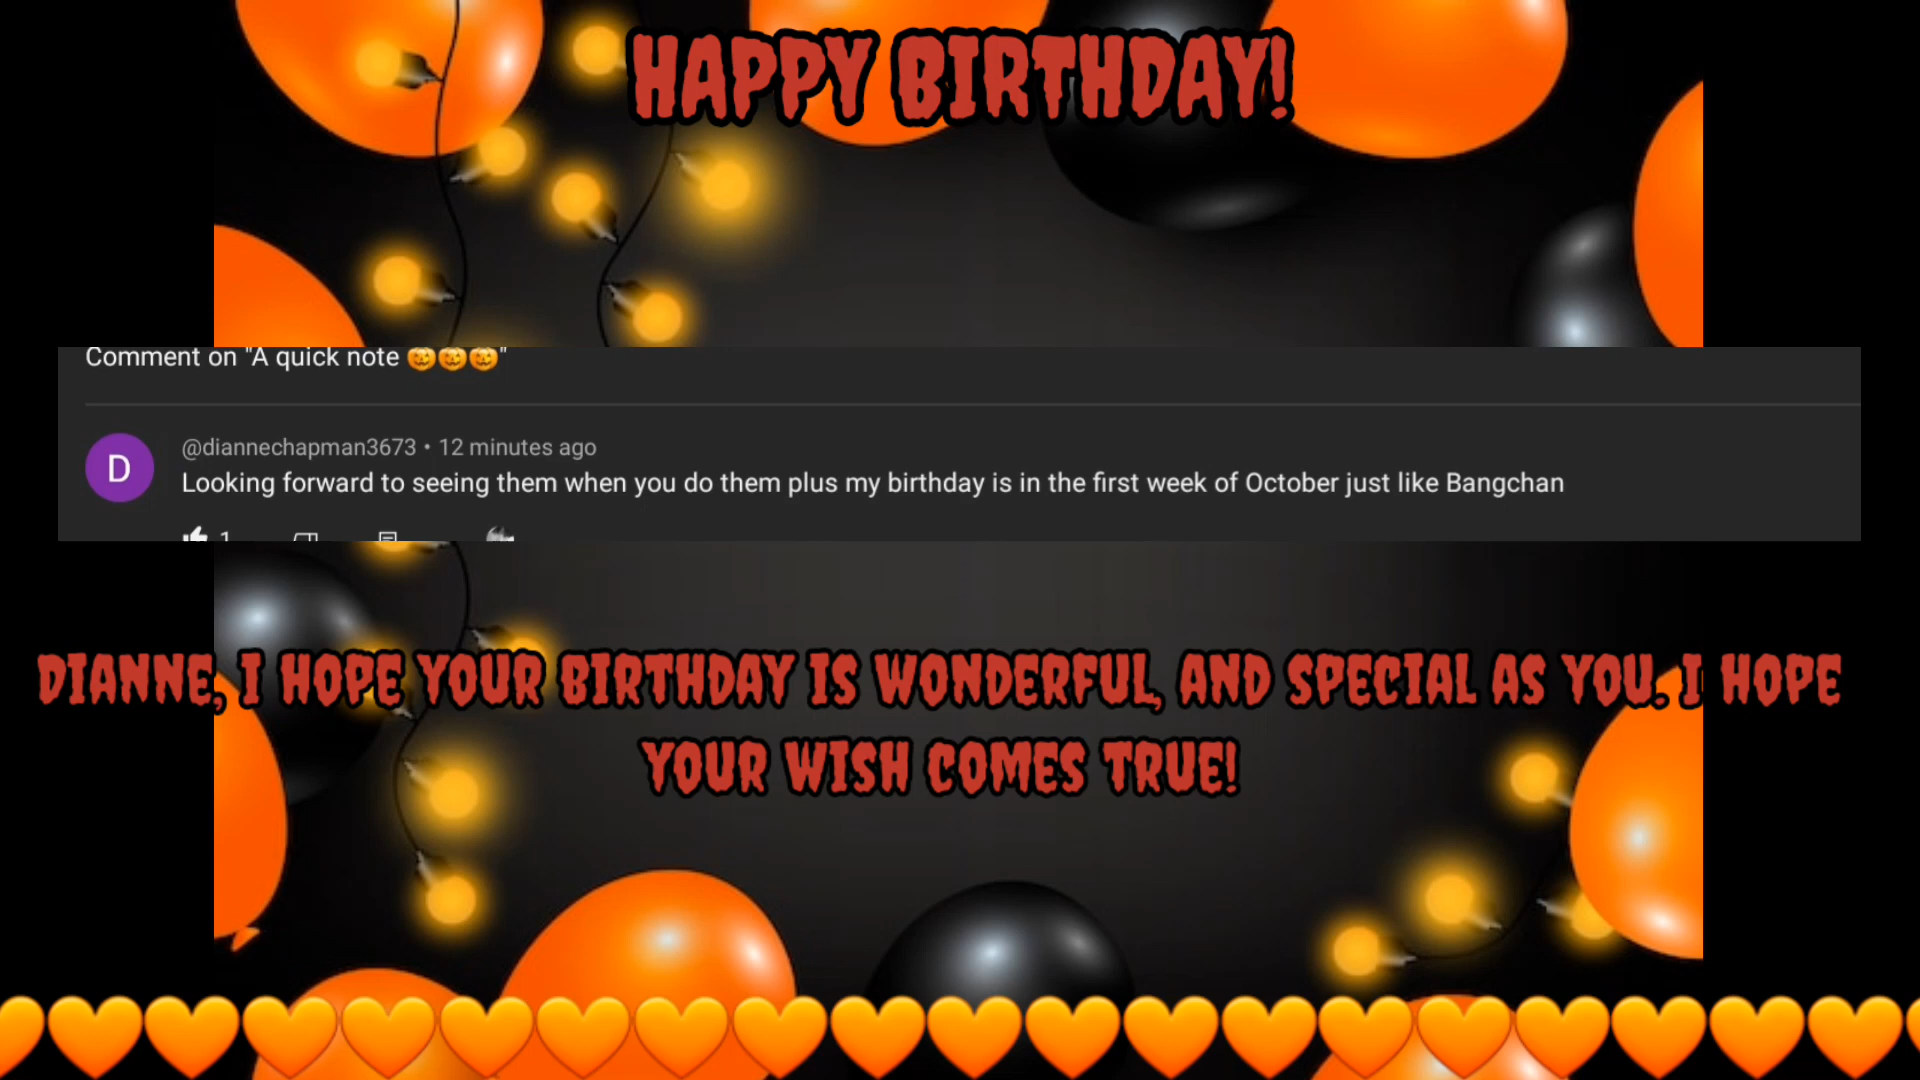 HAPPY BIRTHDAY!
Comment on "A quick note 🎃🎃🎃"
D
@diannechapman3673 • 12 minutes ago
Looking forward to seeing them when you do them plus my birthday is in the first week of October just like Bangchan
1
DIANNE, I HOPE YOUR BIRTHDAY IS WONDERFUL, AND SPECIAL AS YOU. I HOPE
YOUR WISH COMES TRUE!